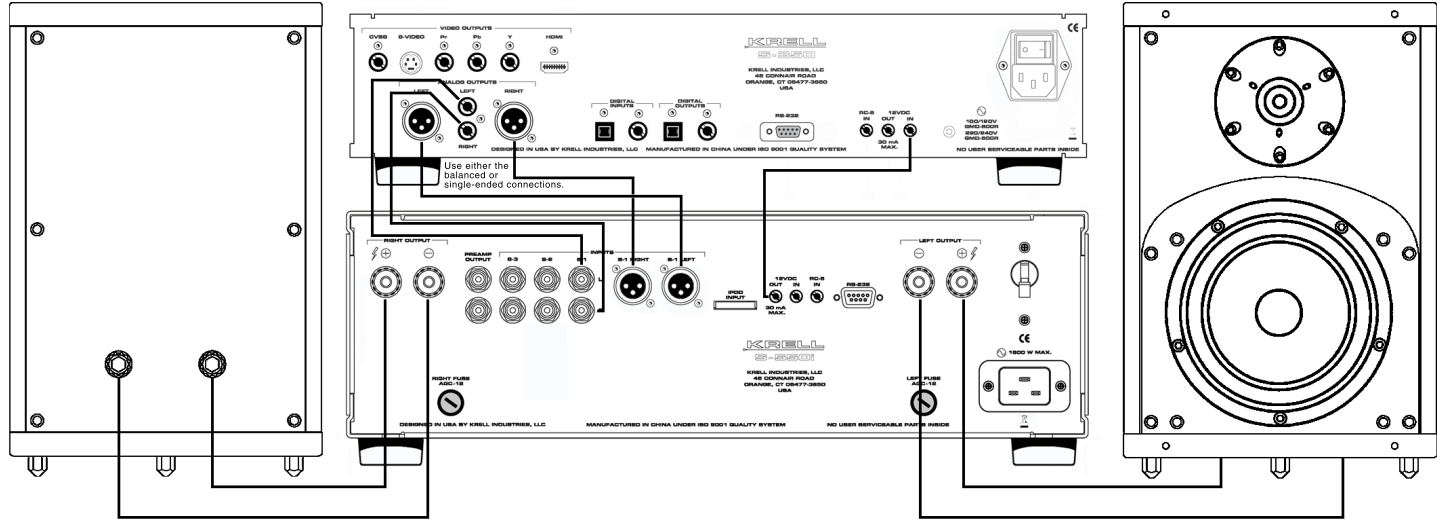 VIDEO OUTPUTS
CVBS S-VIDEO Pr Pb Y HDMI
ANALOG OUTPUTS
LEFT LEFT RIGHT
RIGHT
DIGITAL INPUTS
DIGITAL OUTPUTS
KRELL
S-350
KRELL INDUSTRIES, LLC
45 CONNAIR ROAD
ORANGE, CT 06477-3650
USA
RS-232
RC-5 IN
12VDC
OUT IN
30 mA
MAX.
CE
100/120V
GMC-800R
220/240V
GMC-500R
DESIGNED IN USA BY KRELL INDUSTRIES, LLC MANUFACTURED IN CHINA UNDER ISO 9001 QUALITY SYSTEM NO USER SERVICEABLE PARTS INSIDE
Use either the
balanced or
single-ended connections.
RIGHT OUTPUT
PREAMP
OUTPUT
INPUTS
S-3 S-2 S-1 B-1 RIGHT B-1 LEFT
L
IPOD
INPUT
12VDC
OUT IN
30 mA
MAX.
RC-5
IN
RS-232
LEFT OUTPUT
CE
1800 W MAX.
KRELL
S-550i
KRELL INDUSTRIES, LLC
45 CONNAIR ROAD
ORANGE, CT 06477-3650
USA
RIGHT FUSE
AGC-12
LEFT FUSE
AGC-12
DESIGNED IN USA BY KRELL INDUSTRIES, LLC MANUFACTURED IN CHINA UNDER ISO 9001 QUALITY SYSTEM NO USER SERVICEABLE PARTS INSIDE